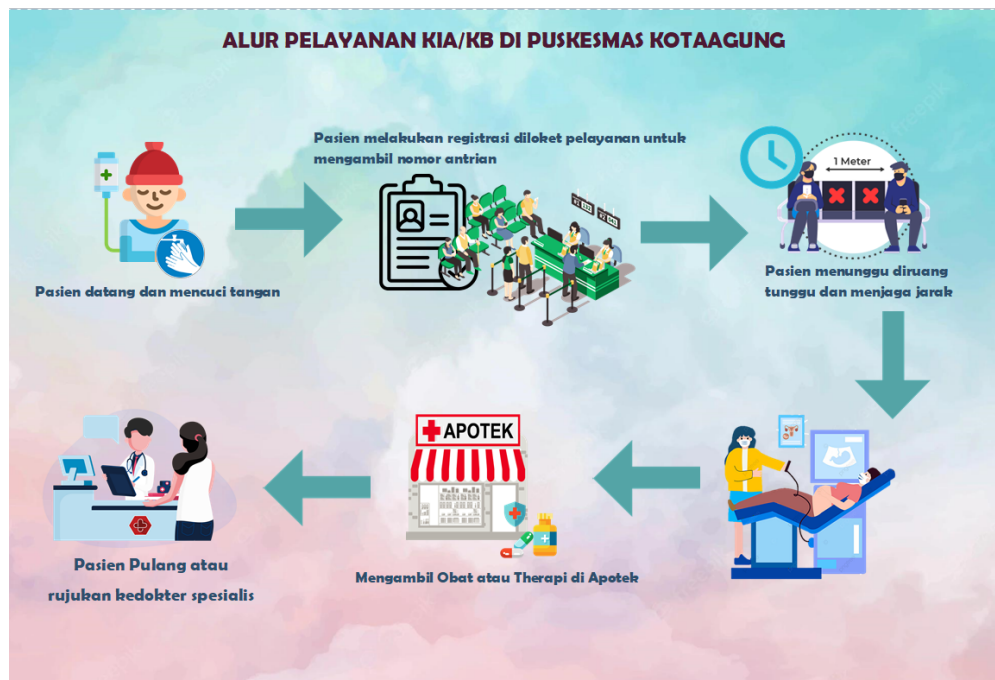 ALUR PELAYANAN KIA/KB DI PUSKESMAS KOTAAGUNG
Pasien melakukan registrasi diloket pelayanan untuk
mengambil nomor antrian
1 Meter
Pasien datang dan mencuci tangan
Pasien menunggu diruang
tunggu dan menjaga jarak
APOTEK
Mengambil Obat atau Therapi di Apotek
Pasien Pulang atau
rujukan kedokter spesialis